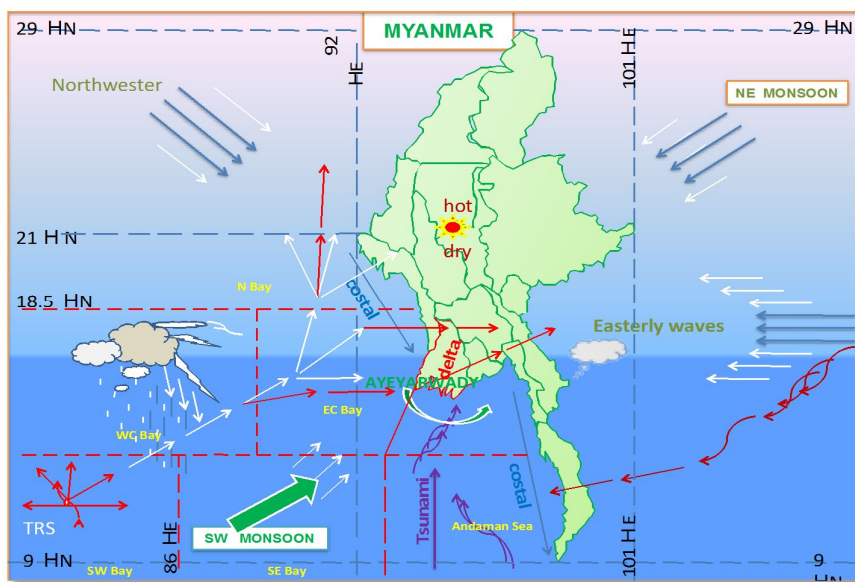 MYANMAR
29 HN
29 HN
92
HE
101 H.E
Northwester
NE MONSOON
hot
dry
21 H N
N Bay
costal
18.5 HN
Easterly waves
delta
AYEYARWADY
EC Bay
WC Bay
TRS
SW MONSOON
Tsunami
Andaman Sea
costal
86 HE
101 H.E
9 HN
SW Bay
SE Bay
9
HN